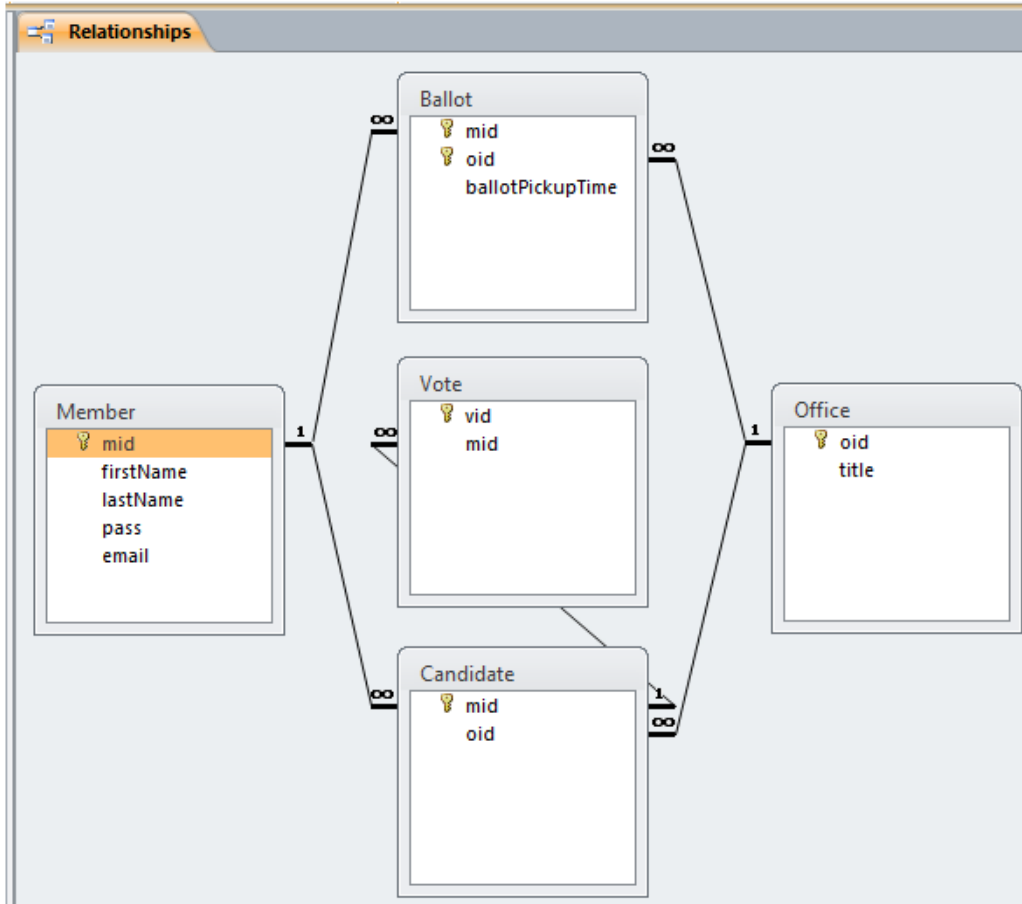 Relationships
Ballot
mid
oid
ballotPickupTime
∞
∞
Vote
vid
mid
∞
Member
mid
firstName
lastName
pass
email
1
Office
oid
title
1
Candidate
mid
oid
∞
1
∞